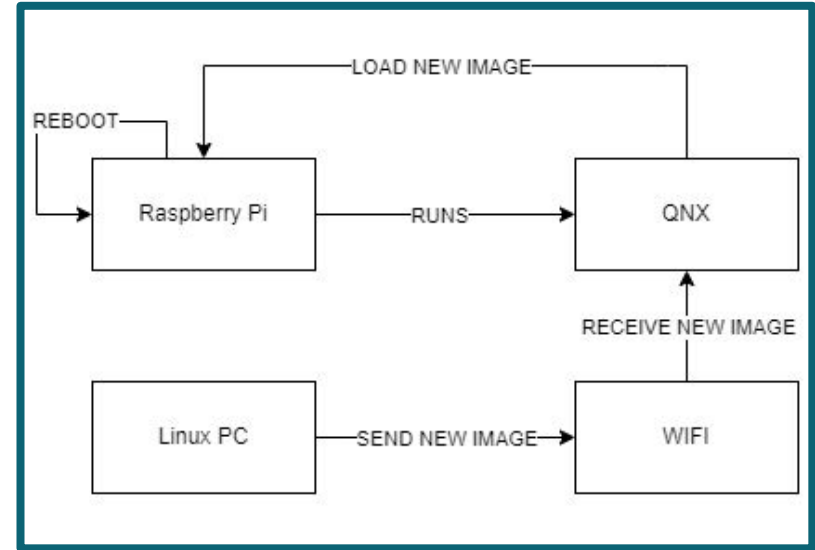 LOAD NEW IMAGE
REBOOT
Raspberry Pi
RUNS
QNX
RECEIVE NEW IMAGE
Linux PC
SEND NEW IMAGE
WIFI